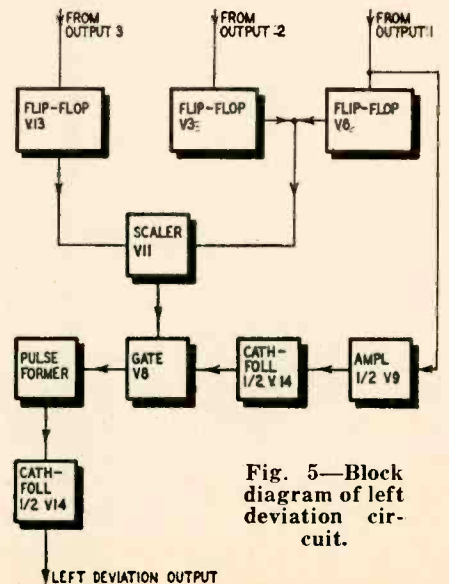 FROM
OUTPUT 3
FROM
OUTPUT 2
FROM
OUTPUT 1
FLIP-FLOP
V13
FLIP-FLOP
V3
FLIP-FLOP
V6
SCALER
V11
PULSE
FORMER
GATE
V8
CATH-
FOLL
1/2 V14
AMPL
1/2 V9
CATH-
FOLL
1/2 V14
Fig. 5—Block
diagram of left
deviation cir-
cuit.
LEFT DEVIATION OUTPUT